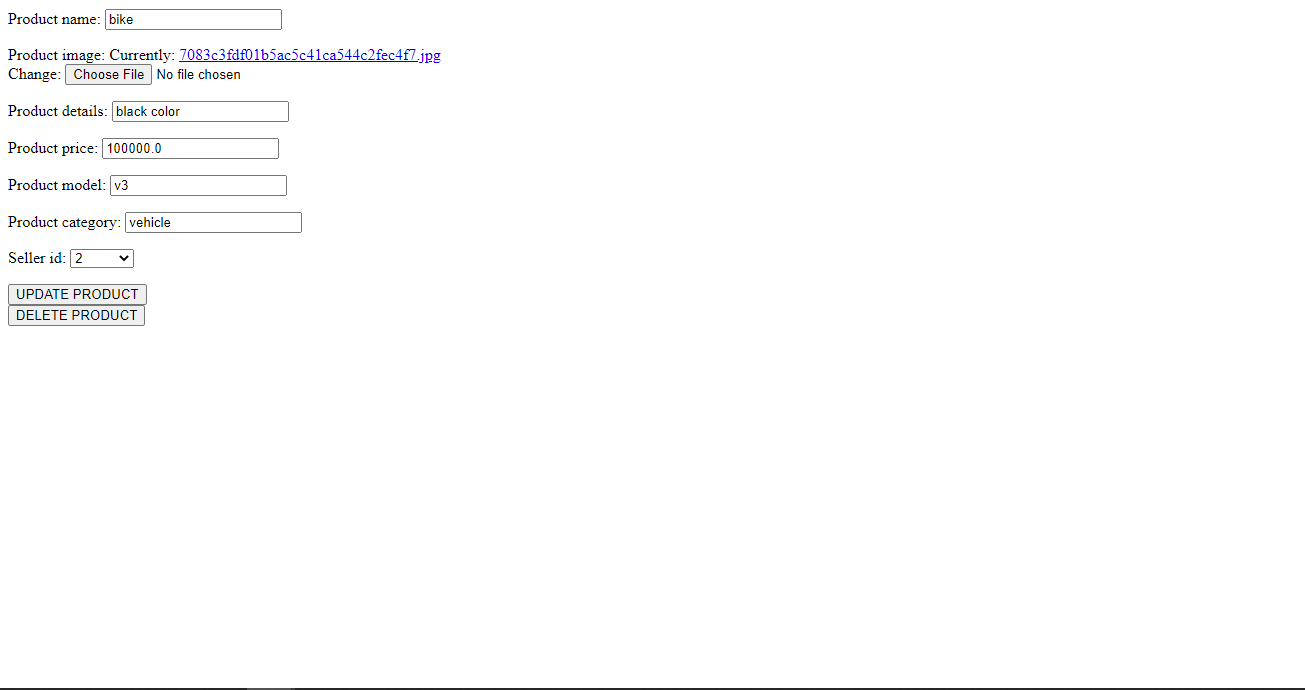 Product name: bike
Product image: Currently: 7083c3fdf01b5ac5c41ca544c2fec4f7.jpg
Change: Choose File No file chosen
Product details: black color
Product price: 100000.0
Product model: v3
Product category: vehicle
Seller id: 2
UPDATE PRODUCT
DELETE PRODUCT